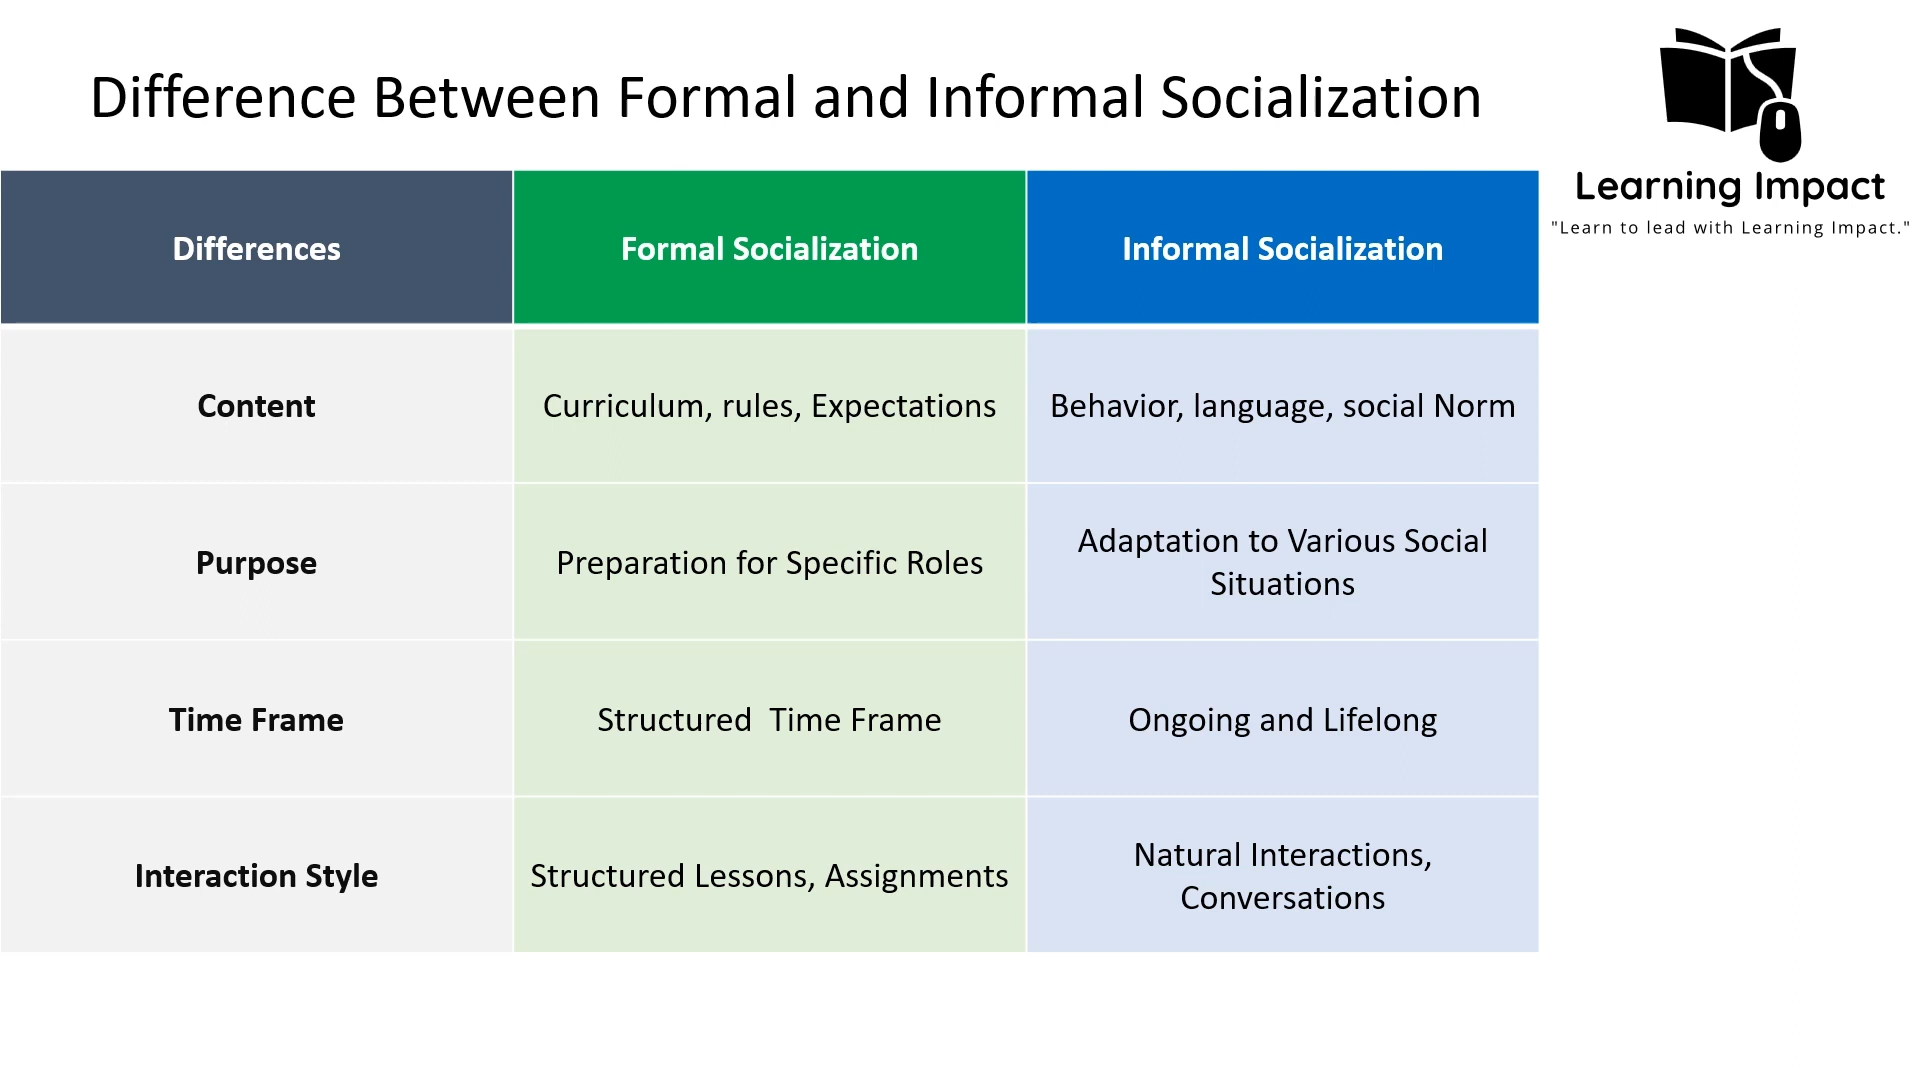 Difference Between Formal and Informal Socialization
Learning Impact
"Learn to lead with Learning Impact."
Differences
Formal Socialization
Informal Socialization
Content
Curriculum, rules, Expectations
Behavior, language, social Norm
Purpose
Preparation for Specific Roles
Adaptation to Various Social
Situations
Time Frame
Structured  Time Frame
Ongoing and Lifelong
Interaction Style
Structured Lessons, Assignments
Natural Interactions,
Conversations